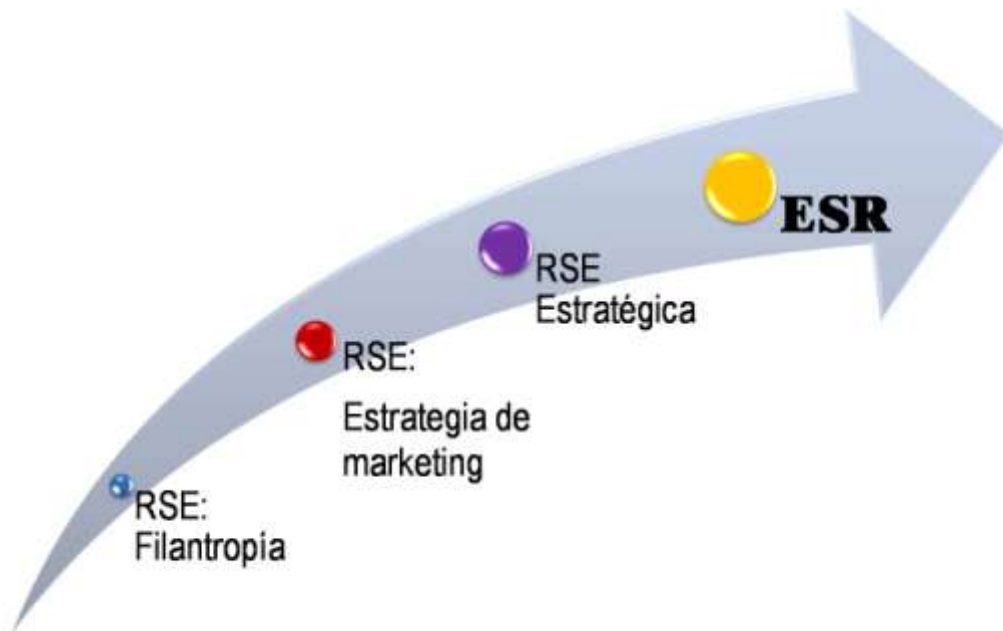 RSE:
Filantropía
RSE:
Estrategia de
marketing
RSE
Estratégica
ESR